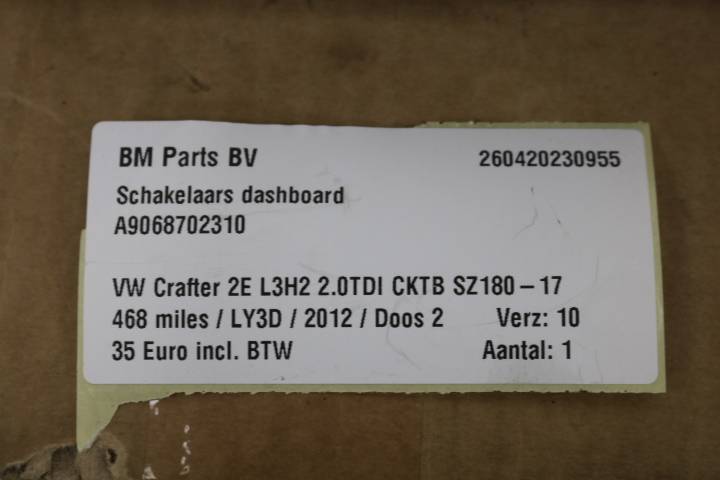 BM Parts BV 260420230955
Schakelaars dashboard
A9068702310
VW Crafter 2E L3H2 2.0TDI CKTB SZ180 – 17
468 miles / LY3D / 2012 / Doos 2 Verz: 10
35 Euro incl. BTW Aantal: 1